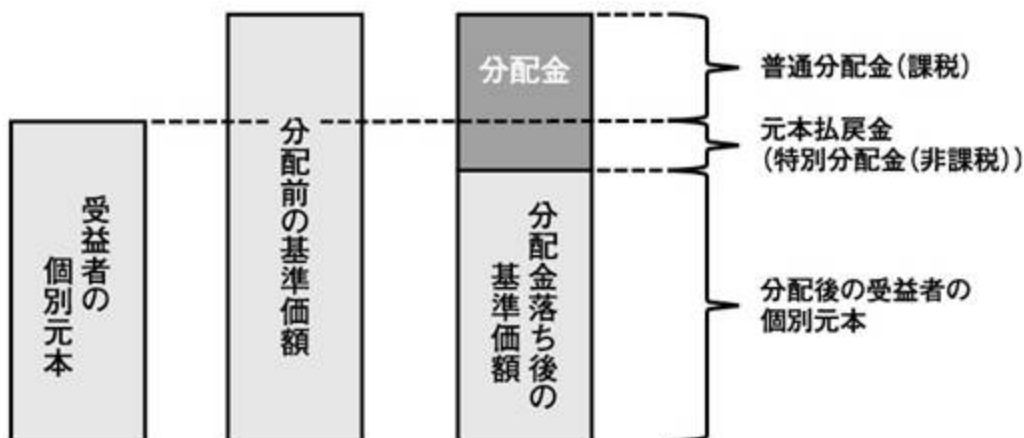 受益者の
個別元本
分配前の基準価額
分配金
分配金落ち後の
基準価額
普通分配金(課税)
元本払戻金
(特別分配金(非課税))
分配後の受益者の
個別元本